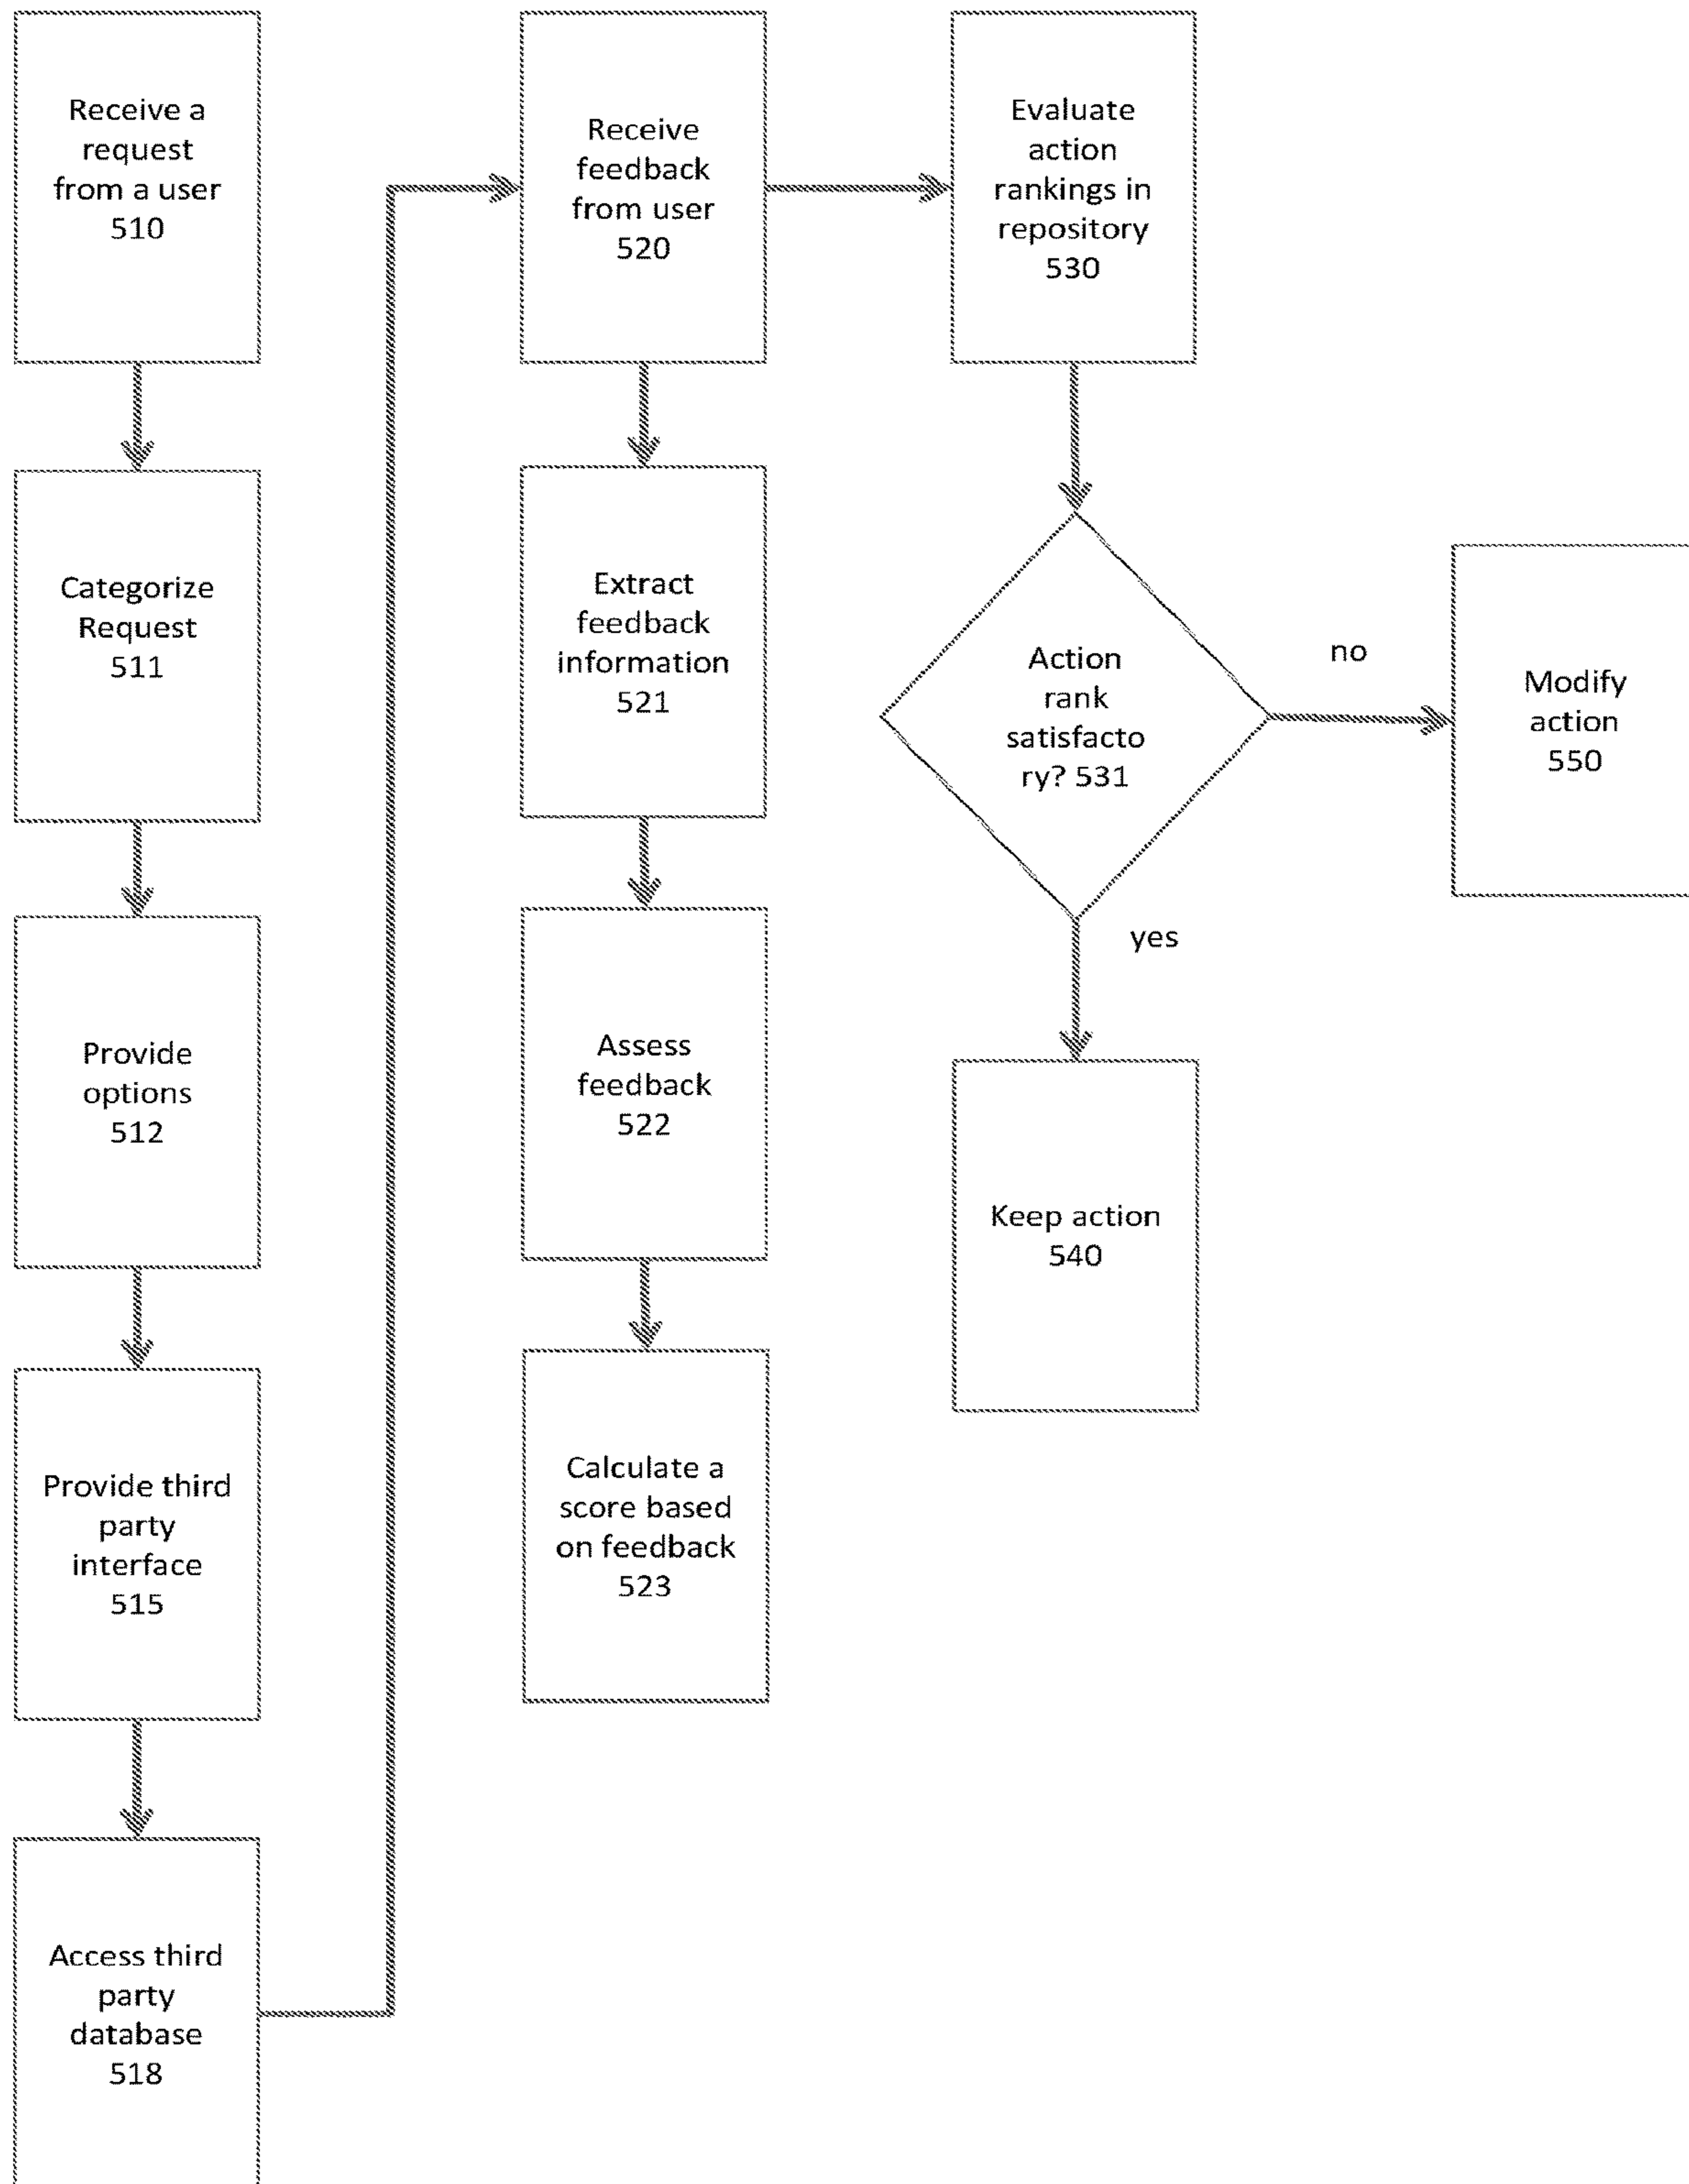 Receive a
request
from a user
510
Categorize
Request
511
Provide
options
512
Provide third
party
interface
515
Access third
party
database
518
Receive
feedback
from user
520
Extract
feedback
information
521
Assess
feedback
522
Calculate a
score based
on feedback
523
Evaluate
action
rankings in
repository
530
Action
rank
satisfacto
ry? 531
no
yes
Keep action
540
Modify
action
550